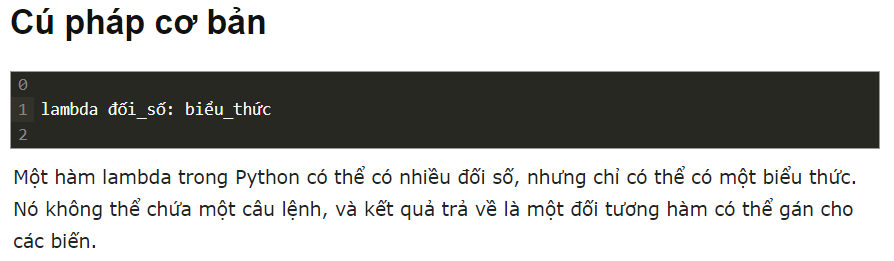 Cú pháp cơ bản
0
1 lambda đối_số: biểu_thức
2
Một hàm lambda trong Python có thể có nhiều đối số, nhưng chỉ có thể có một biểu thức.
Nó không thể chứa một câu lệnh, và kết quả trả về là một đối tượng hàm có thể gán cho
các biến.